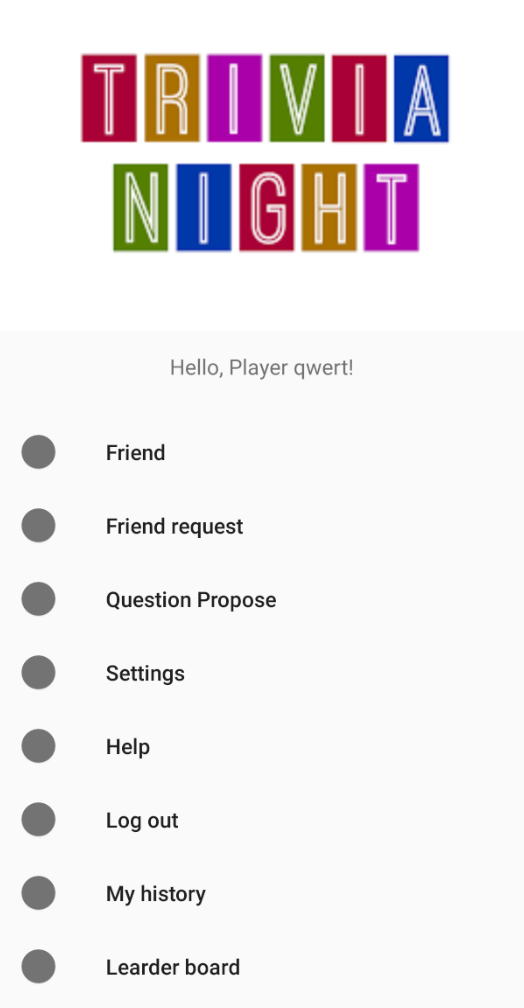 TRIVIA
NIGHT
Hello, Player qwert!
Friend
Friend request
Question Propose
Settings
Help
Log out
My history
Learder board